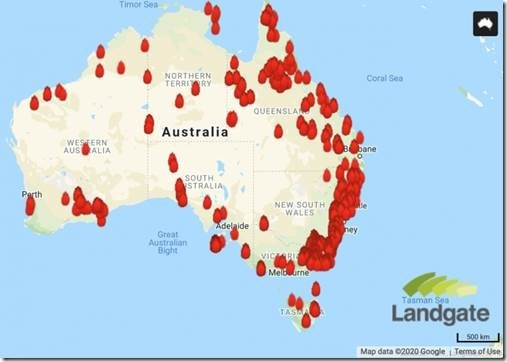 Timor Sea
NORTHERN
TERRITORY
Coral Sea
QUEENSLAND
Australia
Brisbane
WESTERN
AUSTRALIA
SOUTH
AUSTRALIA
Perth
NEW SOUTH
WALES
Adelaide
Great
Australian
Bight
VICTORIA
Melbourne
Tasman Sea
Landgate
TASMANIA
500 km
Map data ©2020 Google
Terms of Use